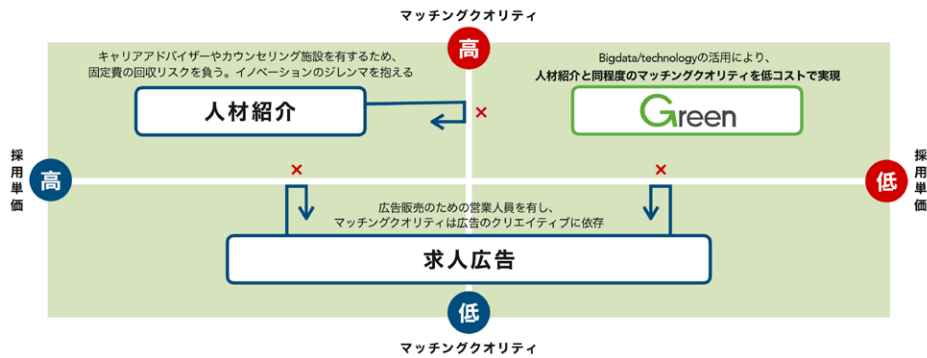 マッチングクオリティ
高
キャリアアドバイザーやカウンセリング施設を有するため、
固定費の回収リスクを負う。イノベーションのジレンマを抱える
人材紹介
Bigdata/technologyの活用により、
人材紹介と同程度のマッチングクオリティを低コストで実現
Green
採用単価
高
低
採用単価
広告販売のための営業人員を有し、
マッチングクオリティは広告のクリエイティブに依存
求人広告
低
マッチングクオリティ